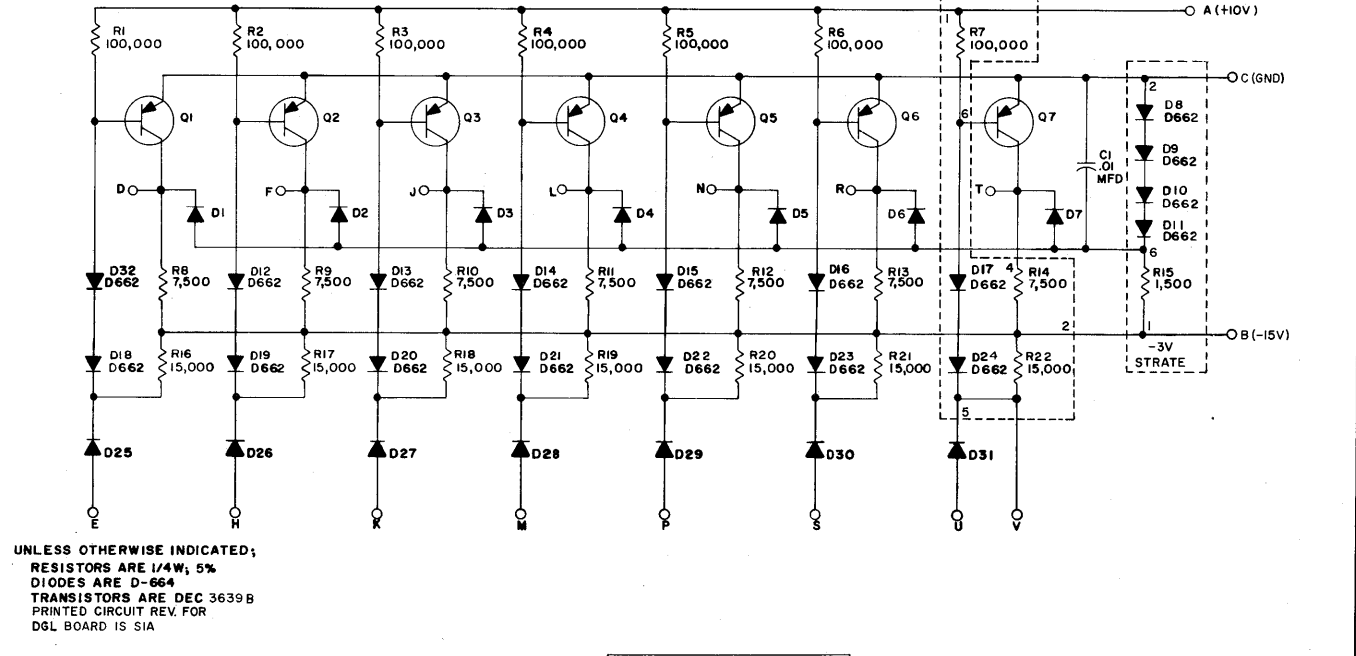 A (+10V)
R1 100,000
R2 100,000
R3 100,000
R4 100,000
R5 100,000
R6 100,000
1
R7 100,000
C (GND)
2
Q1
Q2
Q3
Q4
Q5
Q6
6
Q7
C1 .01 MFD
D8 D662
D9 D662
D10 D662
D11 D662
6
D
F
J
L
N
R
T
D1
D2
D3
D4
D5
D6
D7
D32 D662
R8 7,500
D12 D662
R9 7,500
D13 D662
R10 7,500
D14 D662
R11 7,500
D15 D662
R12 7,500
D16 D662
R13 7,500
D17 D662
4
R14 7,500
R15 1,500
2
1
B (-15V)
-3V
STRATE
D18 D662
R16 15,000
D19 D662
R17 15,000
D20 D662
R18 15,000
D21 D662
R19 15,000
D22 D662
R20 15,000
D23 D662
R21 15,000
D24 D662
R22 15,000
5
D25
D26
D27
D28
D29
D30
D31
E
H
K
M
P
S
U
V
UNLESS OTHERWISE INDICATED;
RESISTORS ARE 1/4W; 5%
DIODES ARE D-664
TRANSISTORS ARE DEC 3639B
PRINTED CIRCUIT REV. FOR
DGL BOARD IS S1A